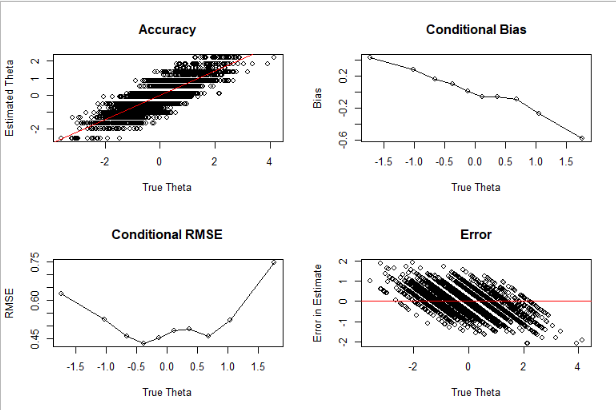 Accuracy
Estimated Theta
2
1
0
-2
-2 0 2 4
True Theta
Conditional Bias
Bias
0.2
-0.2
-0.6
-1.5 -1.0 -0.5 0.0 0.5 1.0 1.5
True Theta
Conditional RMSE
RMSE
0.75
0.60
0.45
-1.5 -1.0 -0.5 0.0 0.5 1.0 1.5
True Theta
Error
Error in Estimate
2
1
0
-1
-2
-2 0 2 4
True Theta